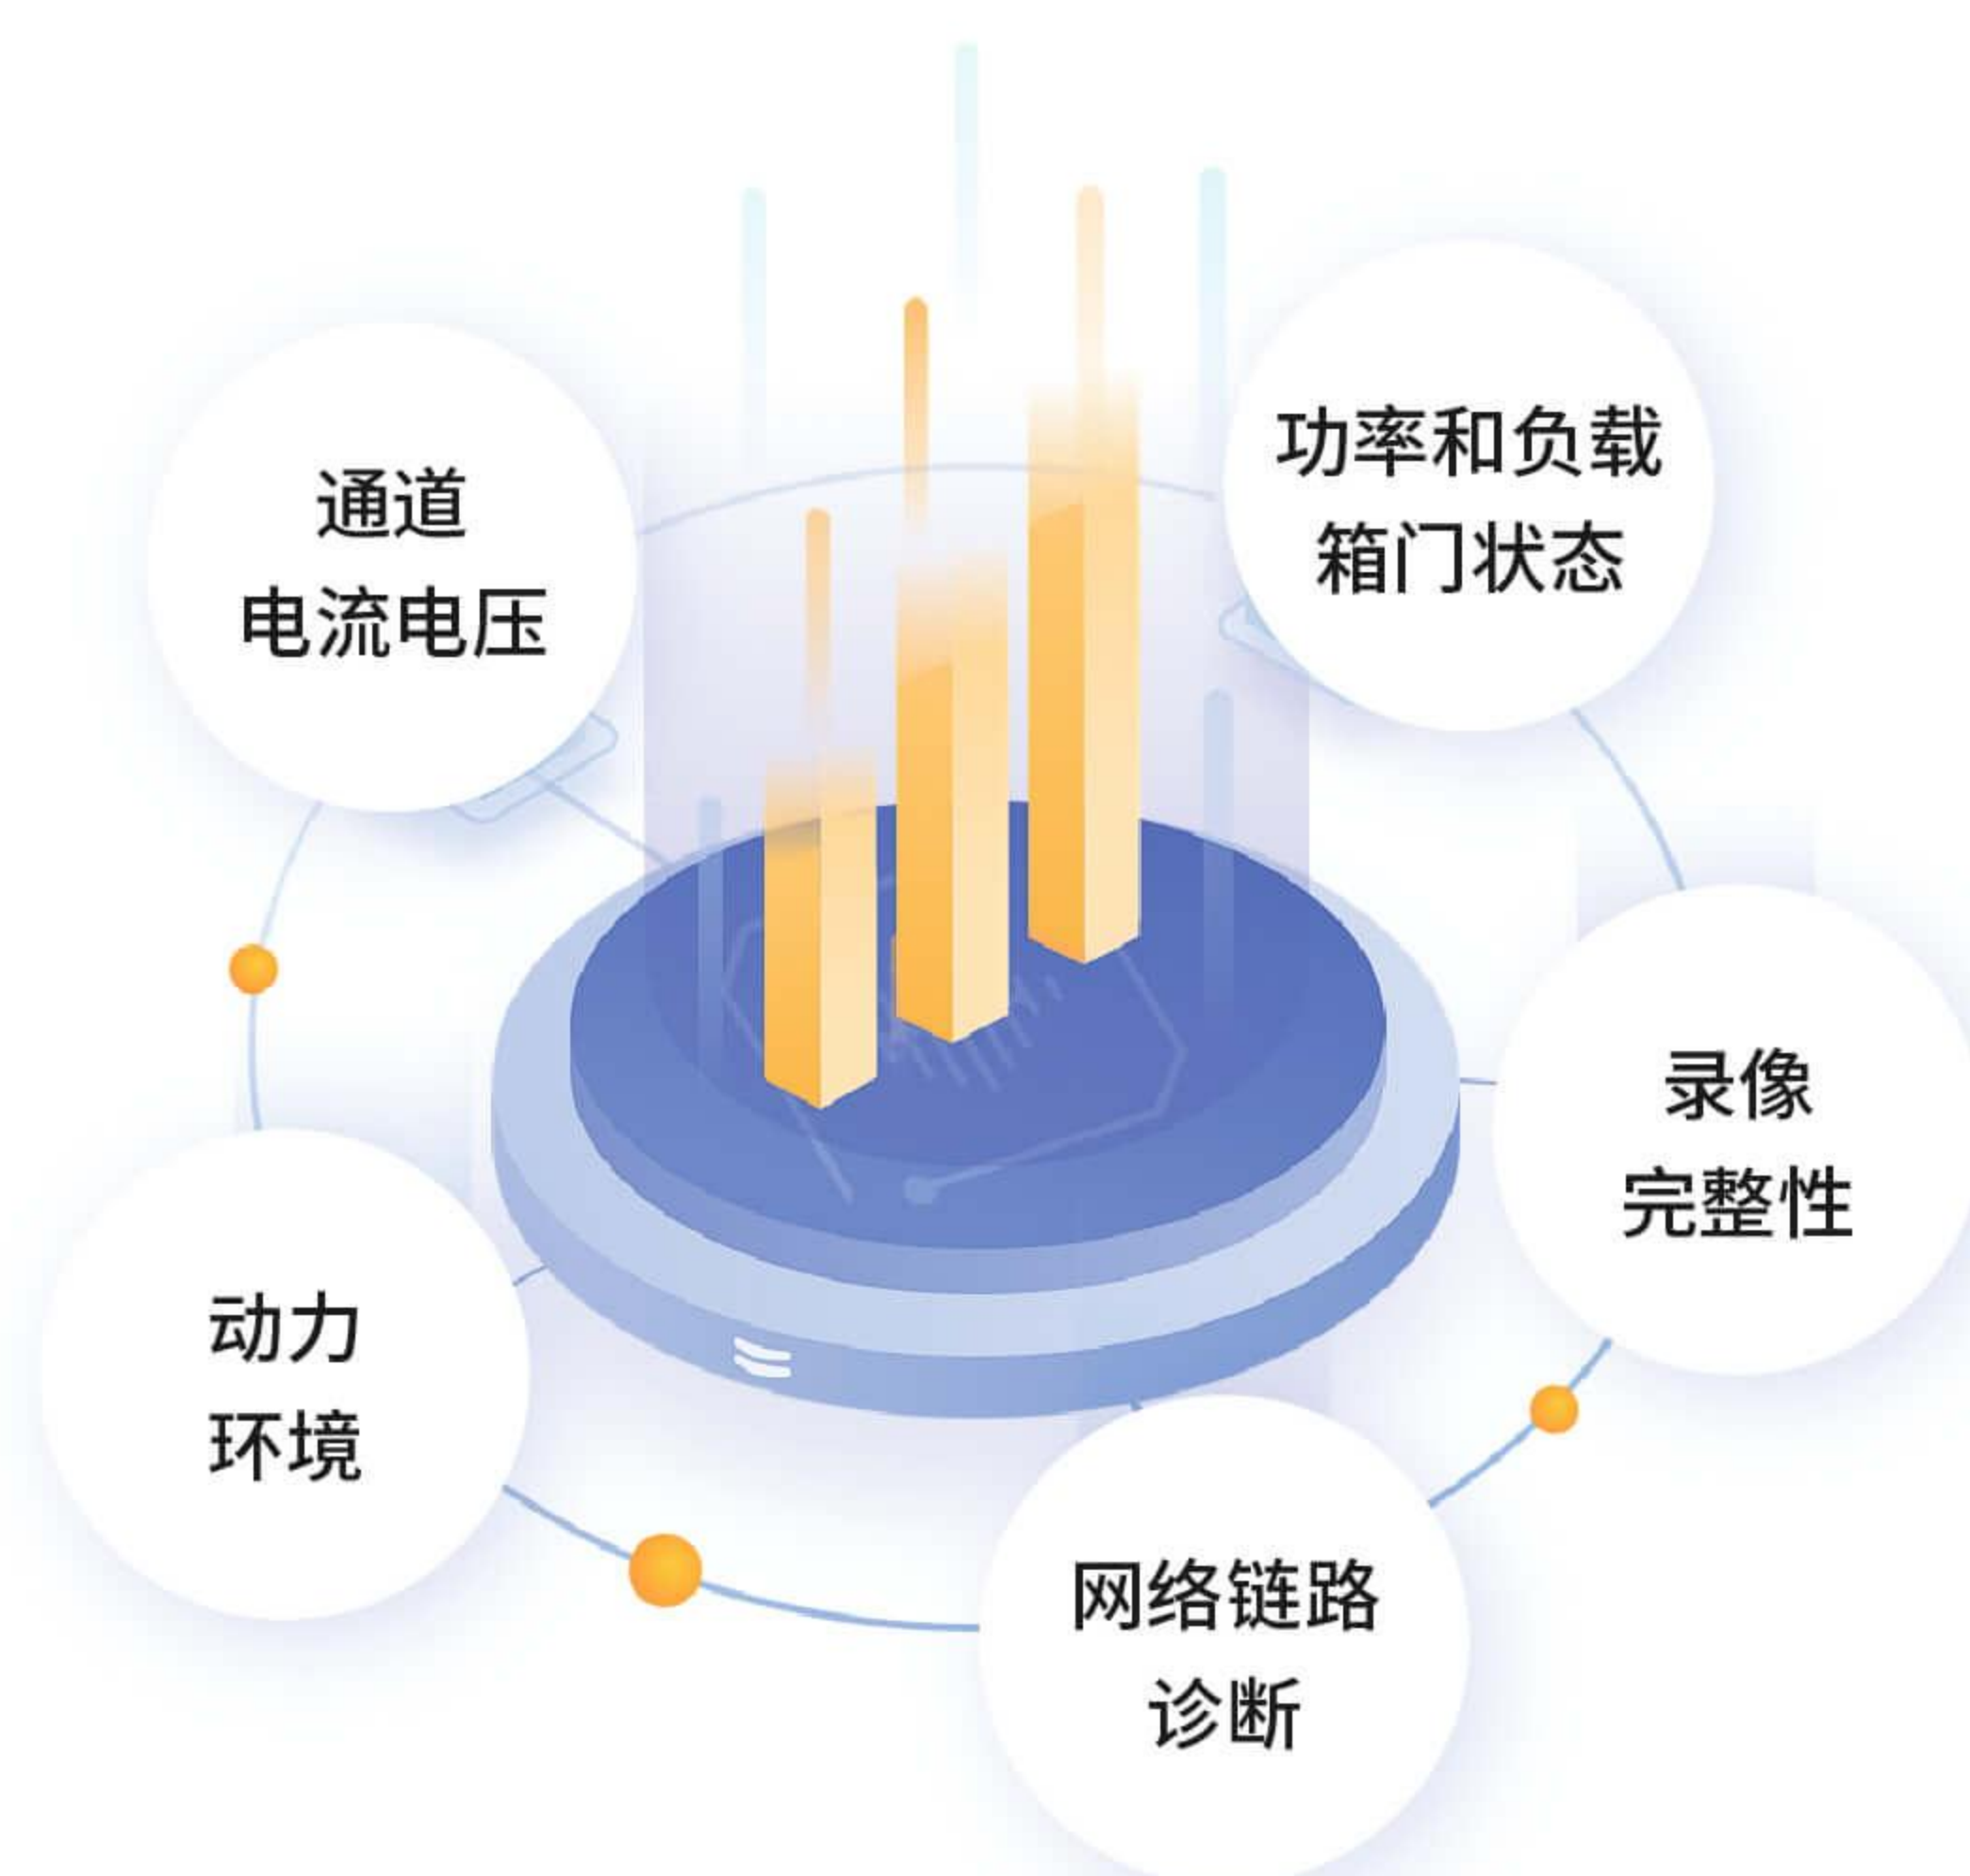 通道
电流电压
功率和负载
箱门状态
录像
完整性
动力
环境
网络链路
诊断